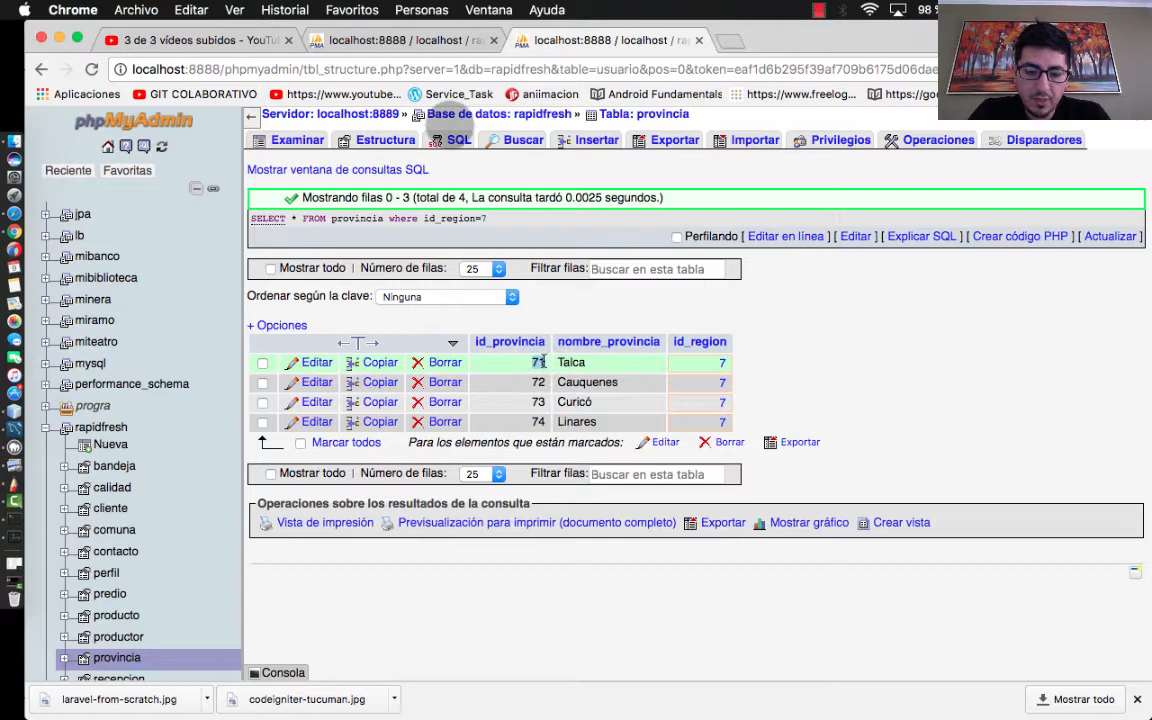 Chrome Archivo Editar Ver Historial Favoritos Personas Ventana Ayuda 98 %
3 de 3 vídeos subidos - YouTu
localhost:8888 / localhost / ra
localhost:8888 / localhost / ra
localhost:8888/phpmyadmin/tbl_structure.php?server=1&db=rapidfresh&table=usuario&pos=0&token=eaf1d6b295f39af709b6175d06dae
Aplicaciones GIT COLABORATIVO https://www.youtube... Service_Task aniimacion Android Fundamentals https://www.freelog... https://go
phpMyAdmin
Reciente Favoritas
jpa
lb
mibanco
mibiblioteca
minera
miramo
miteatro
mysql
performance_schema
progra
rapidfresh
Nueva
bandeja
calidad
cliente
comuna
contacto
perfil
predio
producto
productor
provincia
recepcion
Servidor: localhost:8889 » Base de datos: rapidfresh » Tabla: provincia
Examinar Estructura SQL Buscar Insertar Exportar Importar Privilegios Operaciones Disparadores
Mostrar ventana de consultas SQL
Mostrando filas 0 - 3 (total de 4, La consulta tardó 0.0025 segundos.)
SELECT * FROM provincia where id_region=7
Perfilando [ Editar en línea ] [ Editar ] [ Explicar SQL ] [ Crear código PHP ] [ Actualizar ]
Mostrar todo | Número de filas: 25 Filtrar filas: Buscar en esta tabla
Ordenar según la clave: Ninguna
+ Opciones
←T→ id_provincia nombre_provincia id_region
Editar Copiar Borrar 71 Talca 7
Editar Copiar Borrar 72 Cauquenes 7
Editar Copiar Borrar 73 Curicó 7
Editar Copiar Borrar 74 Linares 7
Marcar todos Para los elementos que están marcados: Editar Borrar Exportar
Mostrar todo | Número de filas: 25 Filtrar filas: Buscar en esta tabla
Operaciones sobre los resultados de la consulta
Vista de impresión Previsualización para imprimir (documento completo) Exportar Mostrar gráfico Crear vista
Consola
laravel-from-scratch.jpg codeigniter-tucuman.jpg Mostrar todo